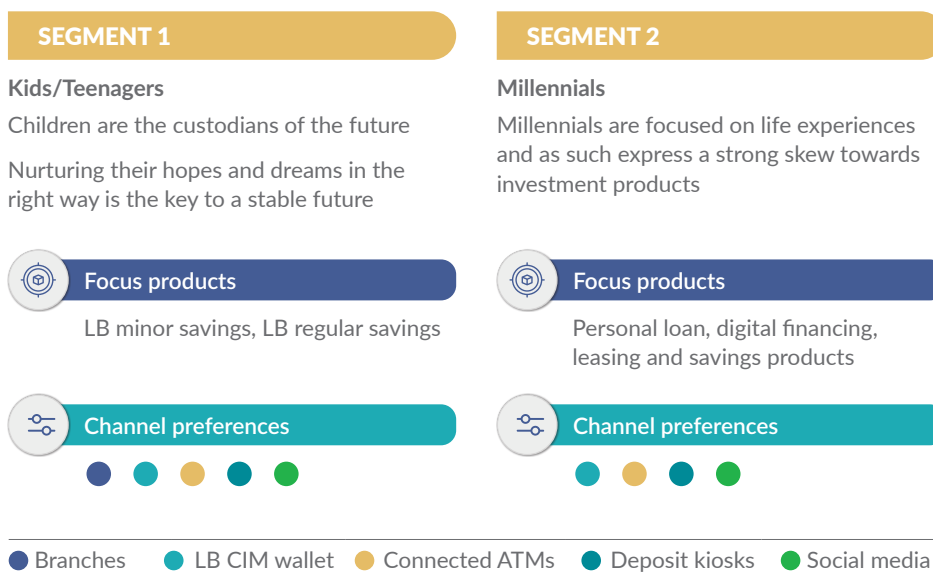 SEGMENT 1
Kids/Teenagers
Children are the custodians of the future
Nurturing their hopes and dreams in the
right way is the key to a stable future
Focus products
LB minor savings, LB regular savings
Channel preferences
SEGMENT 2
Millennials
Millennials are focused on life experiences
and as such express a strong skew towards
investment products
Focus products
Personal loan, digital financing,
leasing and savings products
Channel preferences
Branches LB CIM wallet Connected ATMs Deposit kiosks Social media